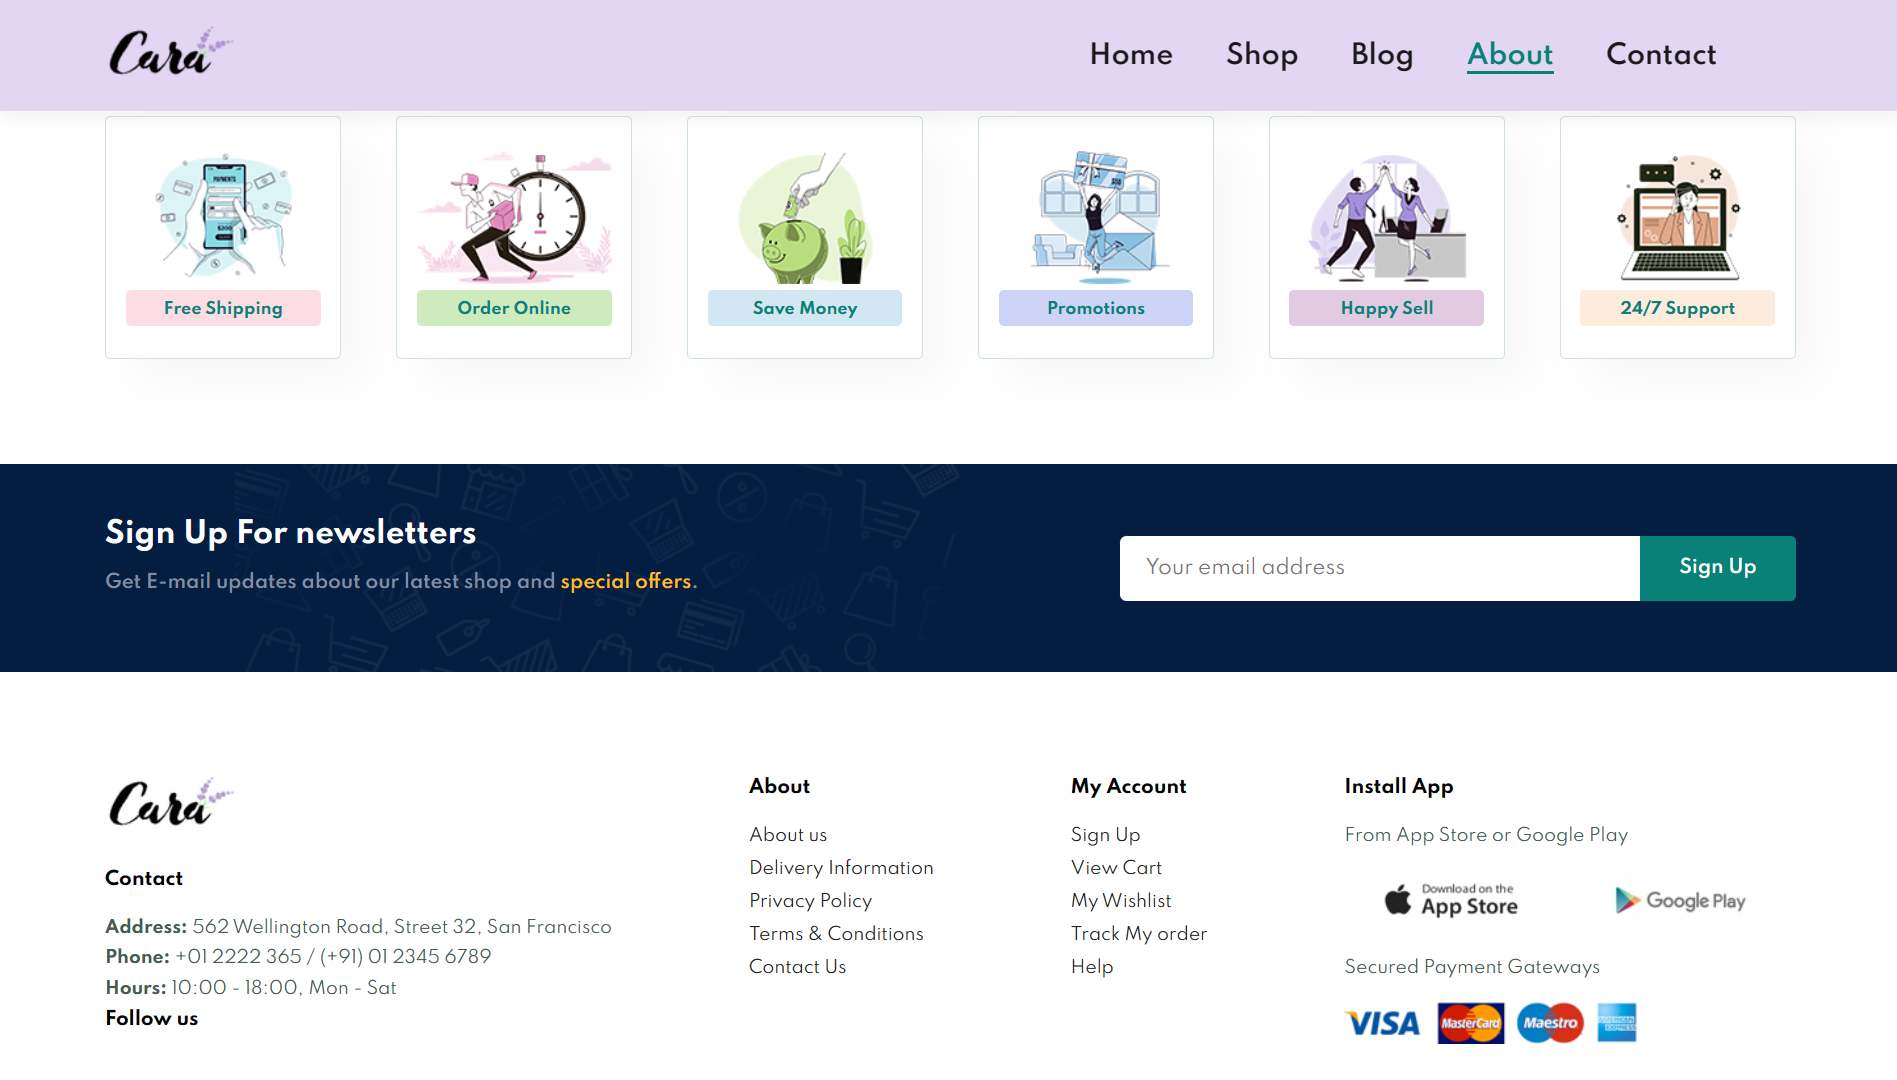 Cara
Home Shop Blog About Contact
PAYMENTS
$200
$50
Free Shipping
Order Online
Save Money
Promotions
Happy Sell
24/7 Support
Sign Up For newsletters
Get E-mail updates about our latest shop and special offers.
Your email address
Sign Up
Cara
Contact
Address: 562 Wellington Road, Street 32, San Francisco
Phone: +01 2222 365 / (+91) 01 2345 6789
Hours: 10:00 - 18:00, Mon - Sat
Follow us
About
About us
Delivery Information
Privacy Policy
Terms & Conditions
Contact Us
My Account
Sign Up
View Cart
My Wishlist
Track My order
Help
Install App
From App Store or Google Play
Download on the
App Store
Google Play
Secured Payment Gateways
VISA
MasterCard
Maestro
AMERICAN
EXPRESS